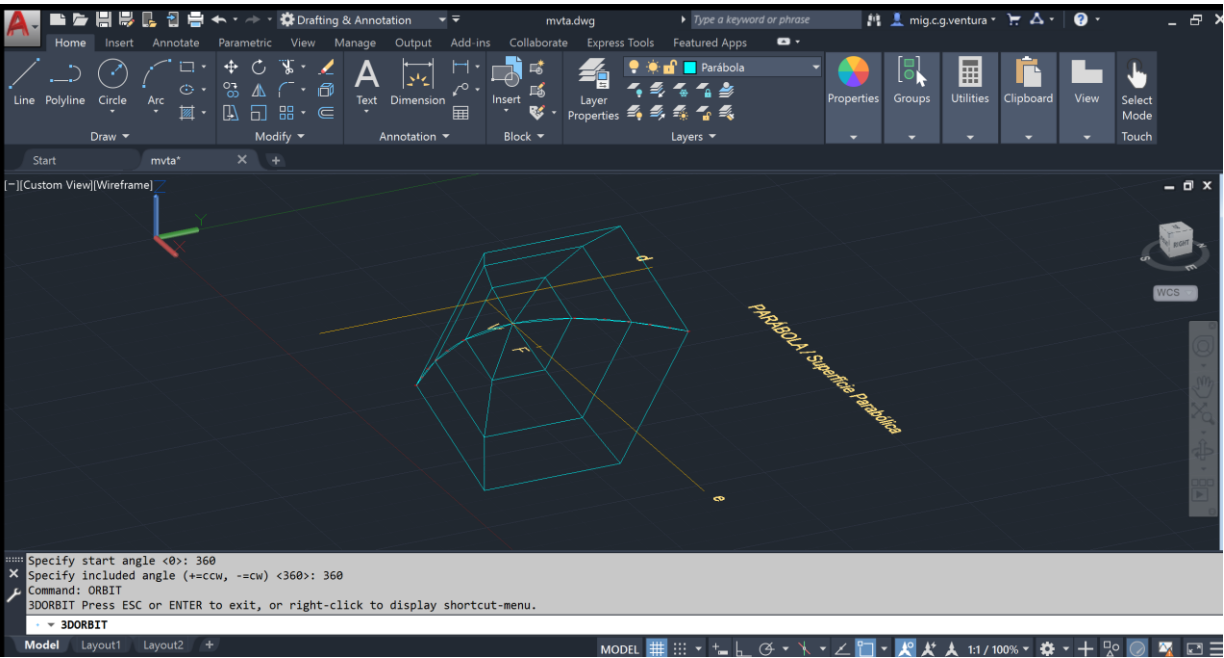 A Drafting & Annotation mvta.dwg Type a keyword or phrase mig.c.g.ventura ?
Home Insert Annotate Parametric View Manage Output Add-ins Collaborate Express Tools Featured Apps
Parábola
Line Polyline Circle Arc A Text Dimension Insert Layer Properties Properties Groups Utilities Clipboard View Select Mode
Draw Modify Annotation Block Layers Touch
Start mvta* +
[−][Custom View][Wireframe]
Z
Y
X
RIGHT
N
S
E
WCS
d
V
F
e
PARÁBOLA / Superfície Parabólica
Specify start angle <0>: 360
Specify included angle (+=ccw, -=cw) <360>: 360
Command: ORBIT
3DORBIT Press ESC or ENTER to exit, or right-click to display shortcut-menu.
3DORBIT
Model Layout1 Layout2 + MODEL 1:1 / 100%